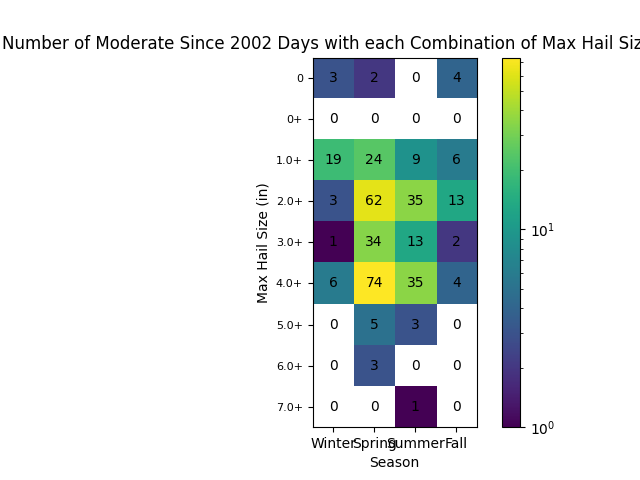 Number of Moderate Since 2002 Days with each Combination of Max Hail Siz
0 3 2 0 4
0+ 0 0 0 0
1.0+ 19 24 9 6
2.0+ 3 62 35 13
3.0+ 1 34 13 2
4.0+ 6 74 35 4
5.0+ 0 5 3 0
6.0+ 0 3 0 0
7.0+ 0 0 1 0
Winter Spring Summer Fall
Season
Max Hail Size (in)
10¹
10⁰